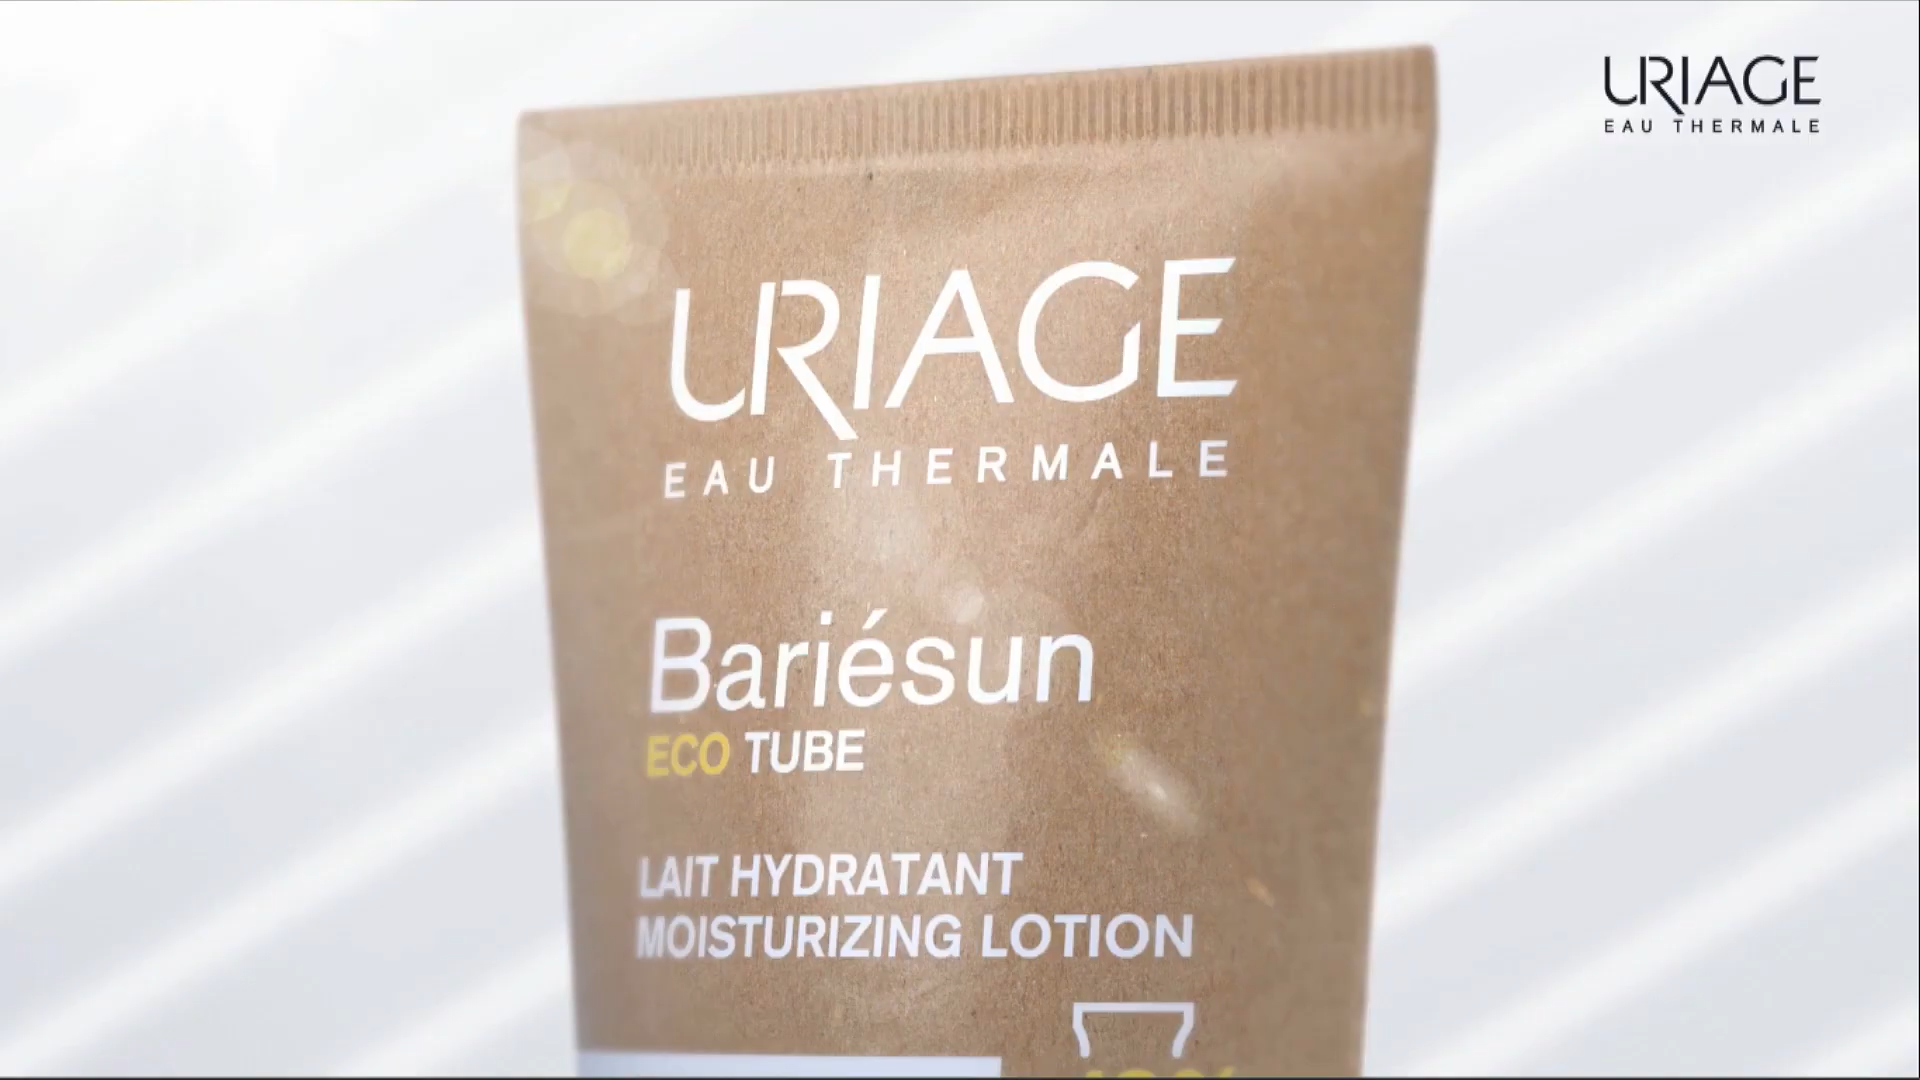 URIAGE
EAU THERMALE
URIAGE
EAU THERMALE
Bariésun
ECO TUBE
LAIT HYDRATANT
MOISTURIZING LOTION